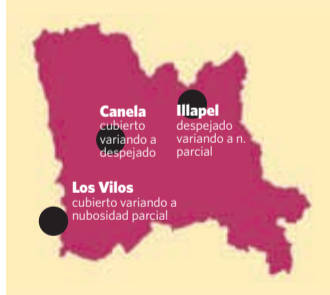 Canela
cubierto
variando a
despejado
Illapel
despejado
variando a n.
parcial
Los Vilos
cubierto variando a
nubosidad parcial